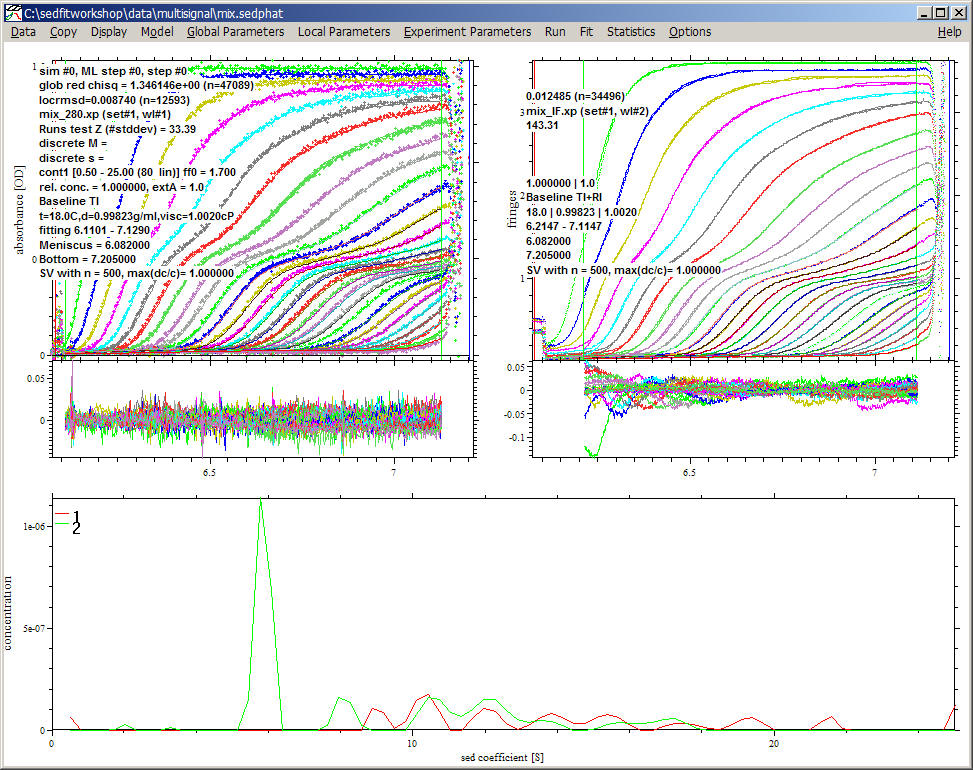 C:\sedfitworkshop\data\multisignal\mix.sedphat
Data Copy Display Model Global Parameters Local Parameters Experiment Parameters Run Fit Statistics Options Help
1
sim #0, ML step #0, step #0
glob red chisq = 1.346146e+00 (n=47089)
locrmsd=0.008740 (n=12593)
mix_280.xp (set#1, wl#1)
Runs test Z (#stddev) = 33.39
discrete M =
discrete s =
cont1 [0.50 - 25.00 (80_lin)] ff0 = 1.700
rel. conc. = 1.000000, extA = 1.0
Baseline TI
t=18.0C,d=0.99823g/ml,visc=1.0020cP
fitting 6.1101 - 7.1290
Meniscus = 6.082000
Bottom = 7.205000
SV with n = 500, max(dc/c)= 1.000000
absorbance [OD]
0
0
0.05
0
6.5
7
0.012485 (n=34496)
mix_IF.xp (set#1, wl#2)
143.31
1.000000 | 1.0
Baseline TI+RI
18.0 | 0.99823 | 1.0020
6.2147 - 7.1147
6.082000
7.205000
SV with n = 500, max(dc/c)= 1.000000
fringes
3
2
1
0.05
0
-0.05
-0.1
6.5
7
1
2
1e-06
5e-07
0
concentration
0
10
20
sed coefficient [S]